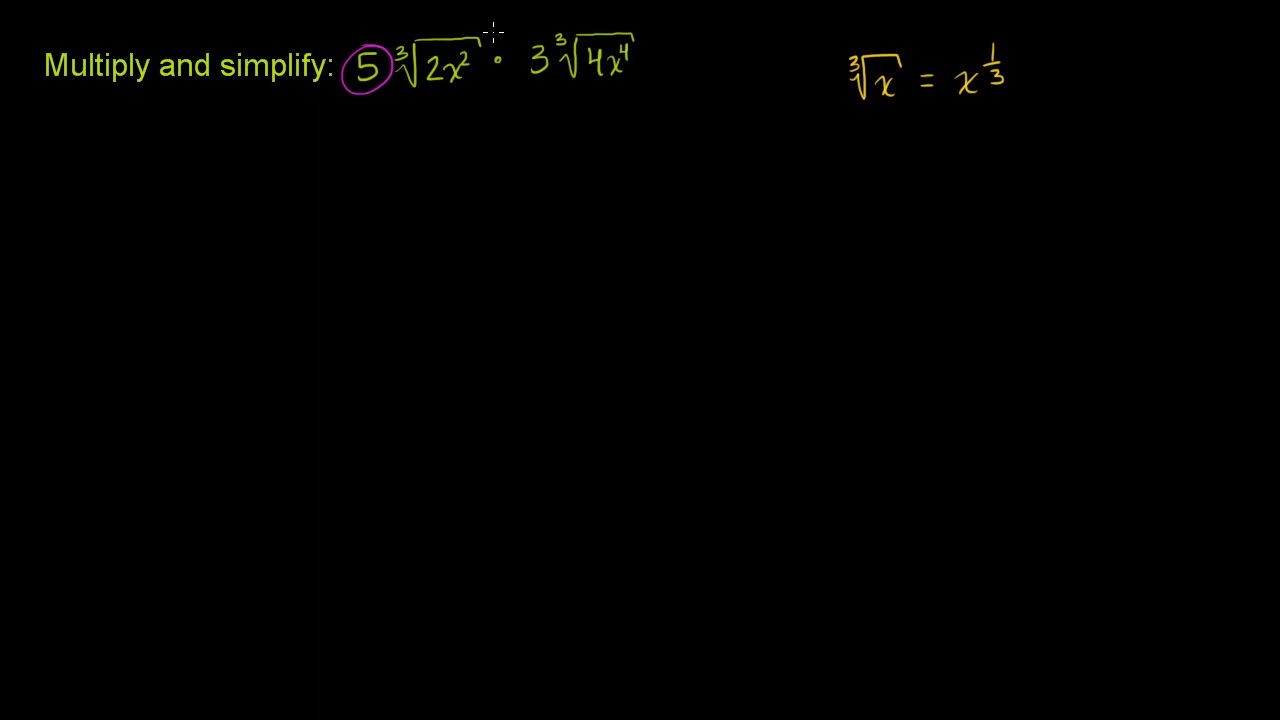 Multiply and simplify: 5 ∛(2x²) · 3 ∛(4x⁴)
∛x = x^(1/3)